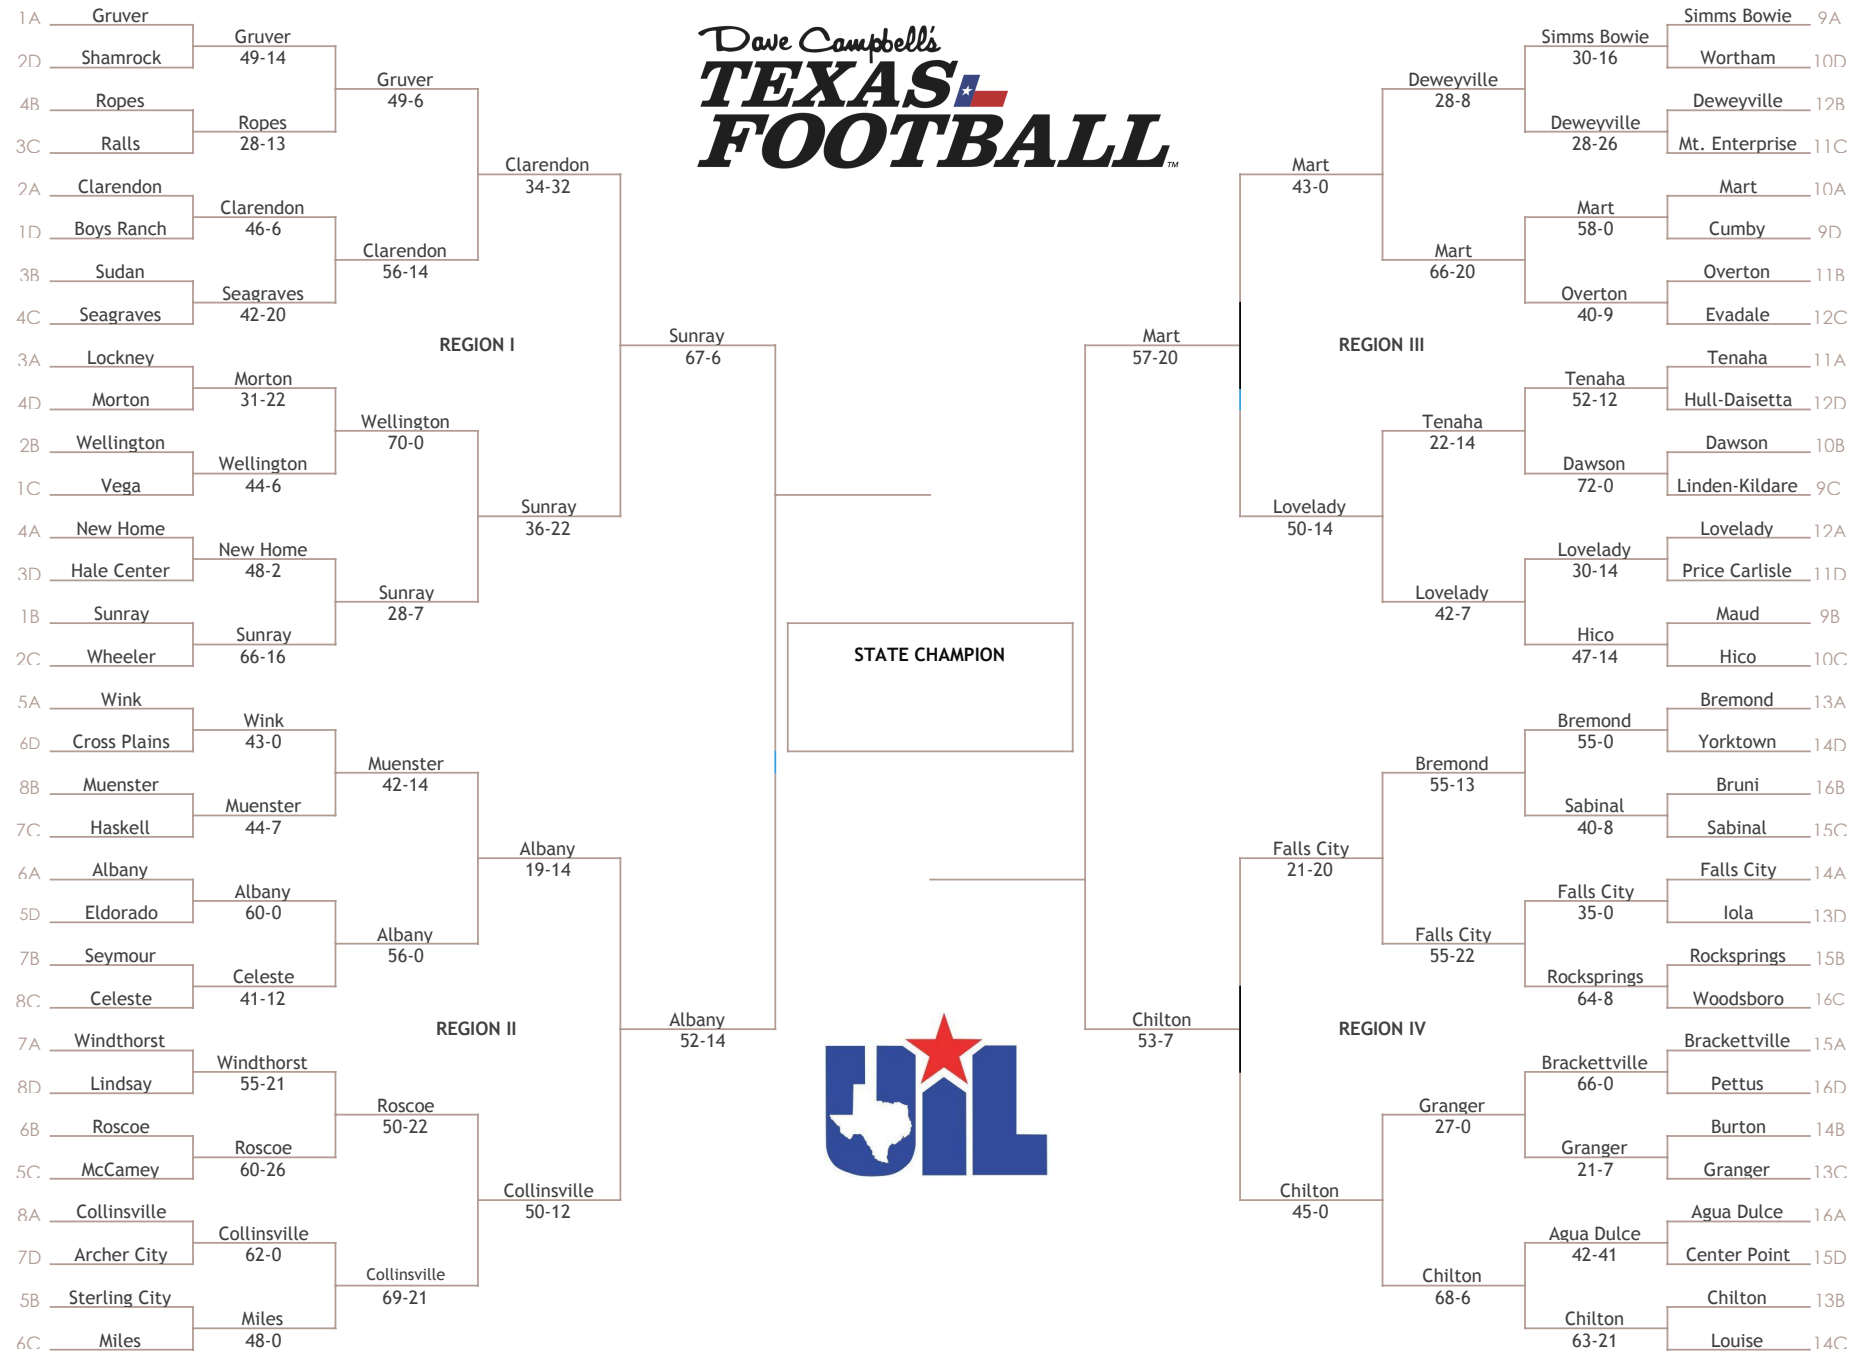 Dave Campbell's
TEXAS
FOOTBALL™
1A Gruver
2D Shamrock
4B Ropes
3C Ralls
2A Clarendon
1D Boys Ranch
3B Sudan
4C Seagraves
3A Lockney
4D Morton
2B Wellington
1C Vega
4A New Home
3D Hale Center
1B Sunray
2C Wheeler
5A Wink
6D Cross Plains
8B Muenster
7C Haskell
6A Albany
5D Eldorado
7B Seymour
8C Celeste
7A Windthorst
8D Lindsay
6B Roscoe
5C McCamey
8A Collinsville
7D Archer City
5B Sterling City
6C Miles
Gruver
49-14
Ropes
28-13
Clarendon
46-6
Seagraves
42-20
Morton
31-22
Wellington
44-6
New Home
48-2
Sunray
66-16
Wink
43-0
Muenster
44-7
Albany
60-0
Celeste
41-12
Windthorst
55-21
Roscoe
60-26
Collinsville
62-0
Miles
48-0
Gruver
49-6
Clarendon
56-14
Wellington
70-0
Sunray
28-7
Muenster
42-14
Albany
56-0
Roscoe
50-22
Collinsville
69-21
Clarendon
34-32
REGION I
Sunray
36-22
Albany
19-14
REGION II
Collinsville
50-12
Sunray
67-6
Albany
52-14
STATE CHAMPION
UIL
Mart
57-20
Chilton
53-7
Mart
43-0
REGION III
Lovelady
50-14
Falls City
21-20
REGION IV
Chilton
45-0
Deweyville
28-8
Mart
66-20
Tenaha
22-14
Lovelady
42-7
Bremond
55-13
Falls City
55-22
Granger
27-0
Chilton
68-6
Simms Bowie
30-16
Deweyville
28-26
Mart
58-0
Overton
40-9
Tenaha
52-12
Dawson
72-0
Lovelady
30-14
Hico
47-14
Bremond
55-0
Sabinal
40-8
Falls City
35-0
Rocksprings
64-8
Brackettville
66-0
Granger
21-7
Agua Dulce
42-41
Chilton
63-21
Simms Bowie 9A
Wortham 10D
Deweyville 12B
Mt. Enterprise 11C
Mart 10A
Cumby 9D
Overton 11B
Evadale 12C
Tenaha 11A
Hull-Daisetta 12D
Dawson 10B
Linden-Kildare 9C
Lovelady 12A
Price Carlisle 11D
Maud 9B
Hico 10C
Bremond 13A
Yorktown 14D
Bruni 16B
Sabinal 15C
Falls City 14A
Iola 13D
Rocksprings 15B
Woodsboro 16C
Brackettville 15A
Pettus 16D
Burton 14B
Granger 13C
Agua Dulce 16A
Center Point 15D
Chilton 13B
Louise 14C